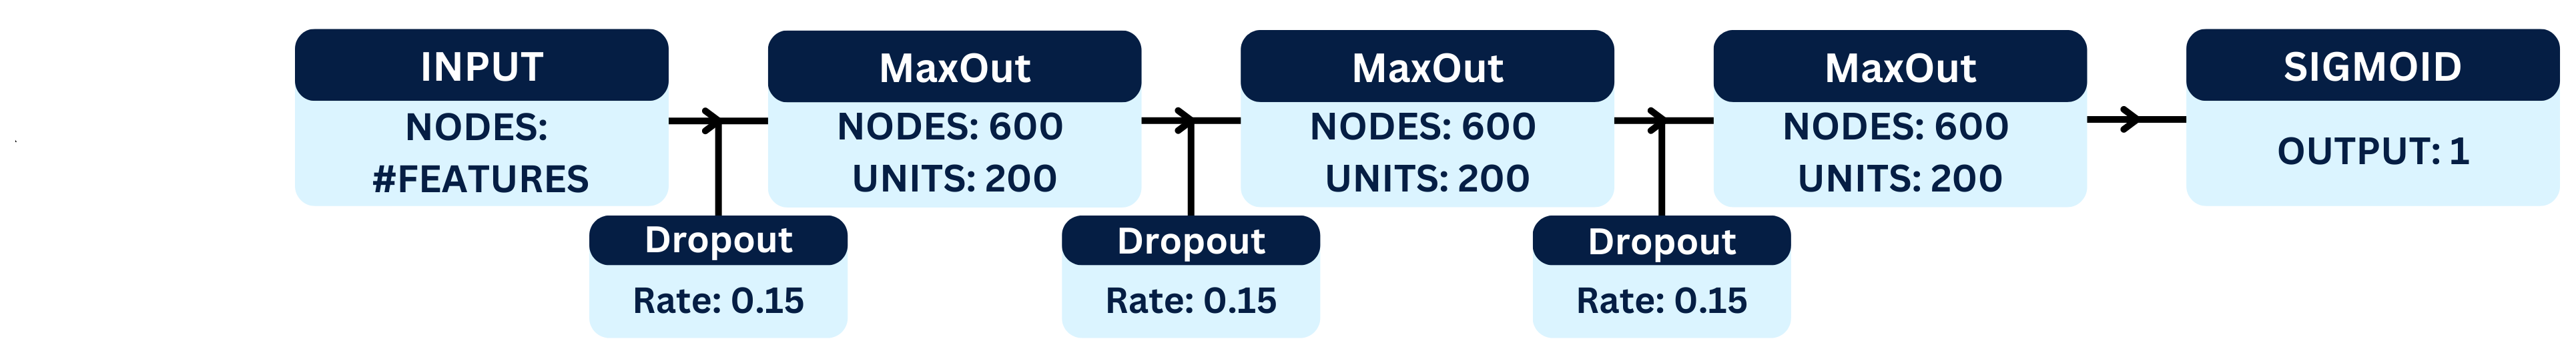 INPUT
NODES:
#FEATURES
MaxOut
NODES: 600
UNITS: 200
MaxOut
NODES: 600
UNITS: 200
MaxOut
NODES: 600
UNITS: 200
SIGMOID
OUTPUT: 1
Dropout
Rate: 0.15
Dropout
Rate: 0.15
Dropout
Rate: 0.15